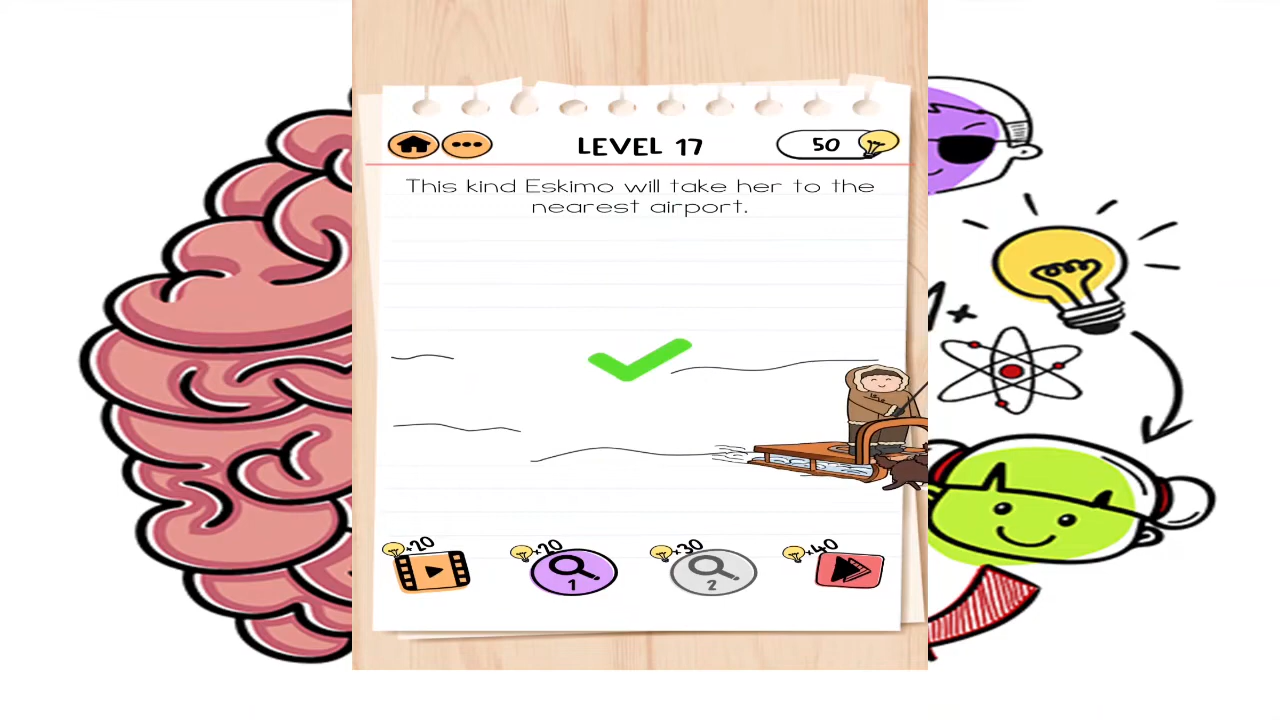 LEVEL 17
50
This kind Eskimo will take her to the
nearest airport.
+20
+20
+30
+40
1
2